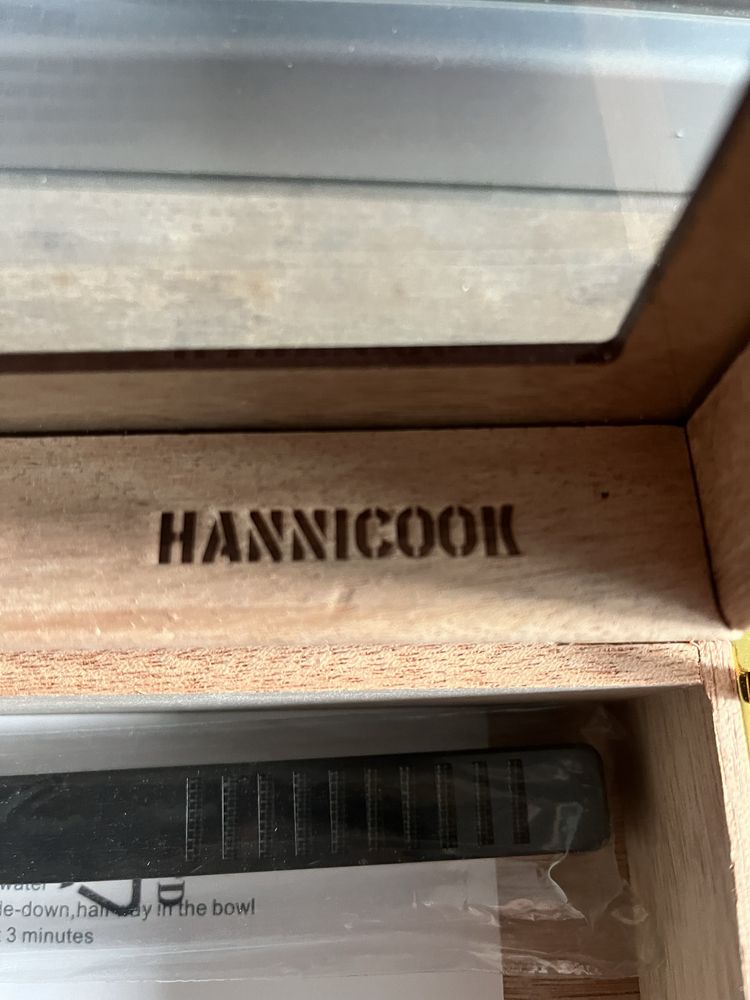 HANNICOOK
water
de-down,halfway in the bowl
3 minutes